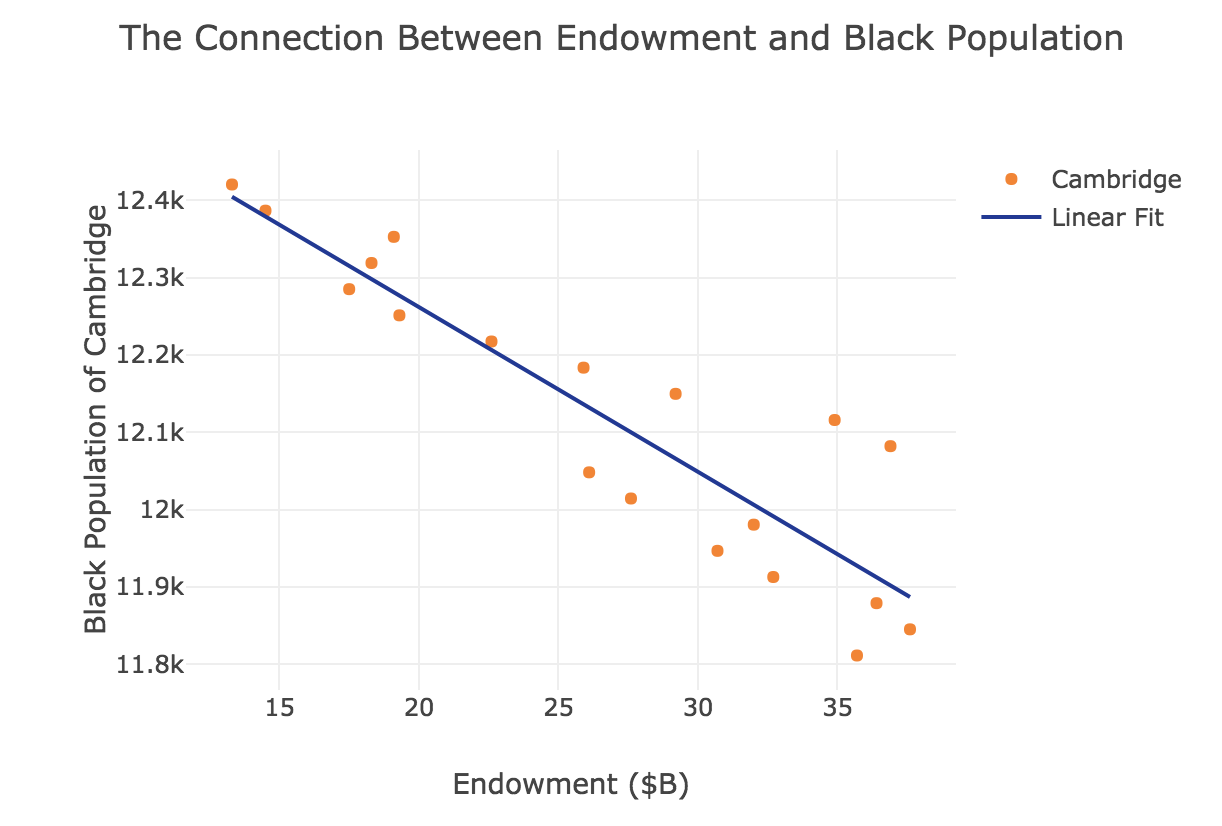 The Connection Between Endowment and Black Population
Cambridge
Linear Fit
Black Population of Cambridge
12.4k
12.3k
12.2k
12.1k
12k
11.9k
11.8k
15 20 25 30 35
Endowment ($B)